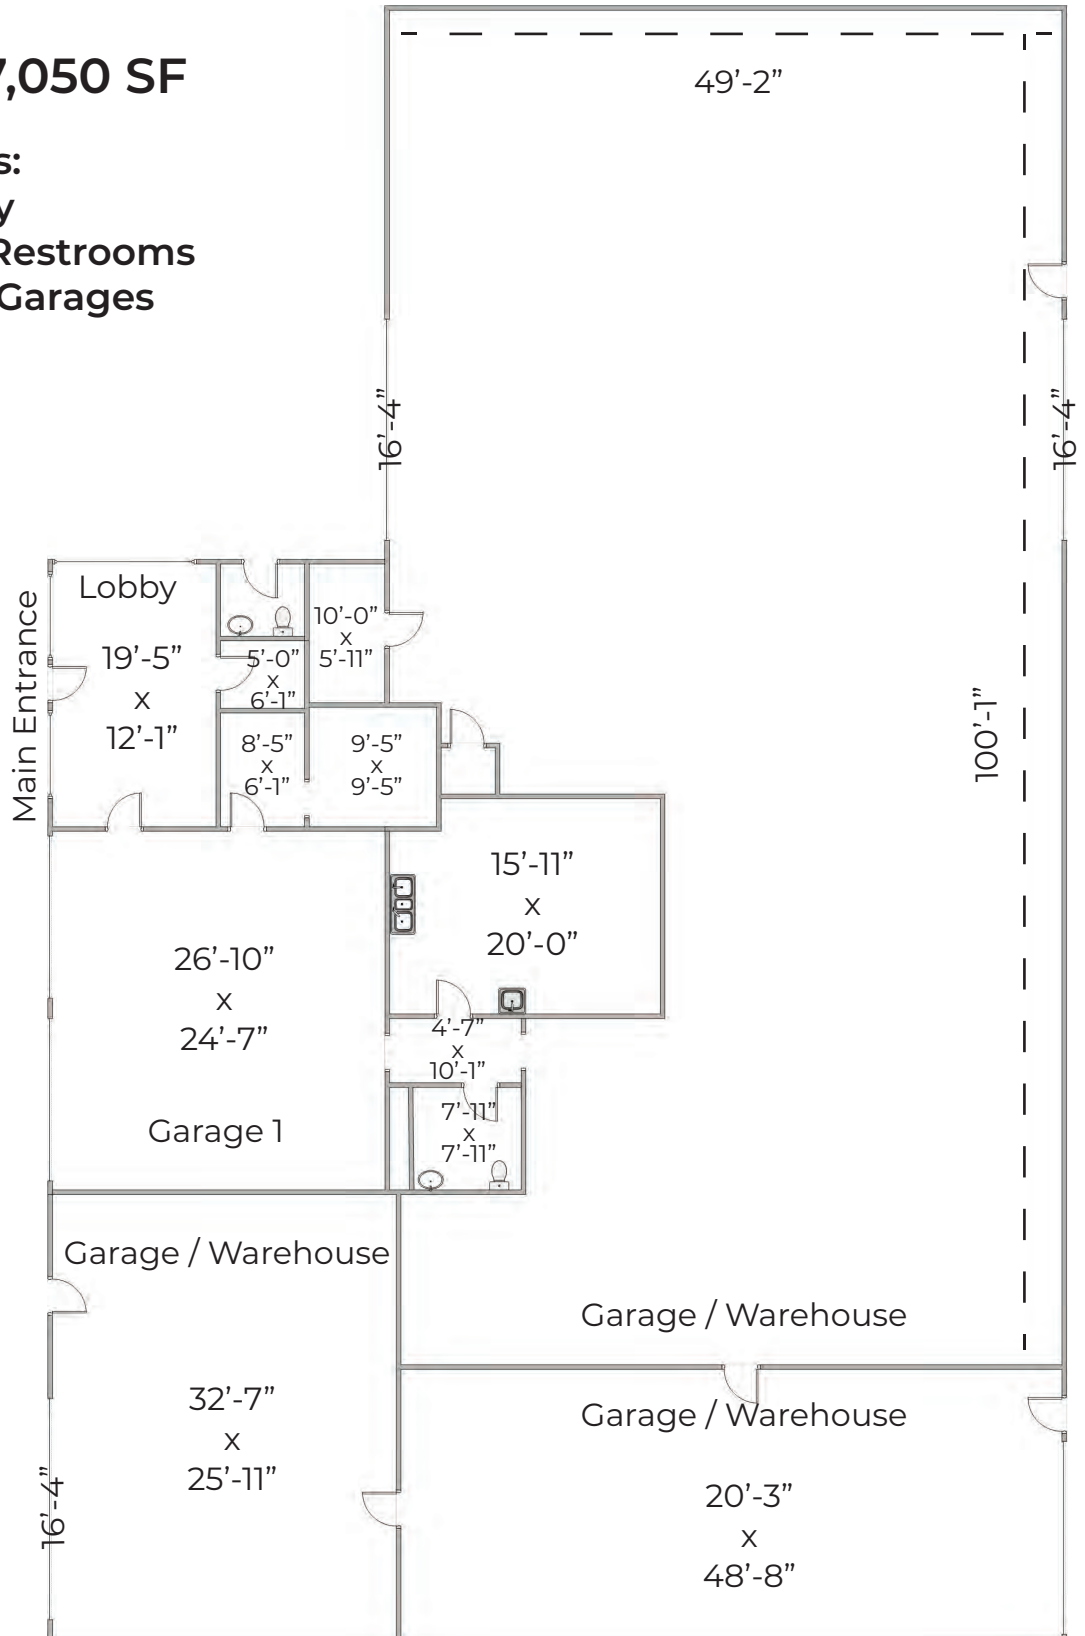 7,050 SF
s:
y
Restrooms
Garages
49’-2”
16’-4”
16’-4”
100’-1”
Main Entrance
Lobby
19’-5”
x
12’-1”
10’-0”
x
5’-11”
5’-0”
x
6’-1”
8’-5”
x
6’-1”
9’-5”
x
9’-5”
15’-11”
x
20’-0”
26’-10”
x
24’-7”
Garage 1
4’-7”
x
10’-1”
7’-11”
x
7’-11”
Garage / Warehouse
32’-7”
x
25’-11”
16’-4”
Garage / Warehouse
Garage / Warehouse
20’-3”
x
48’-8”